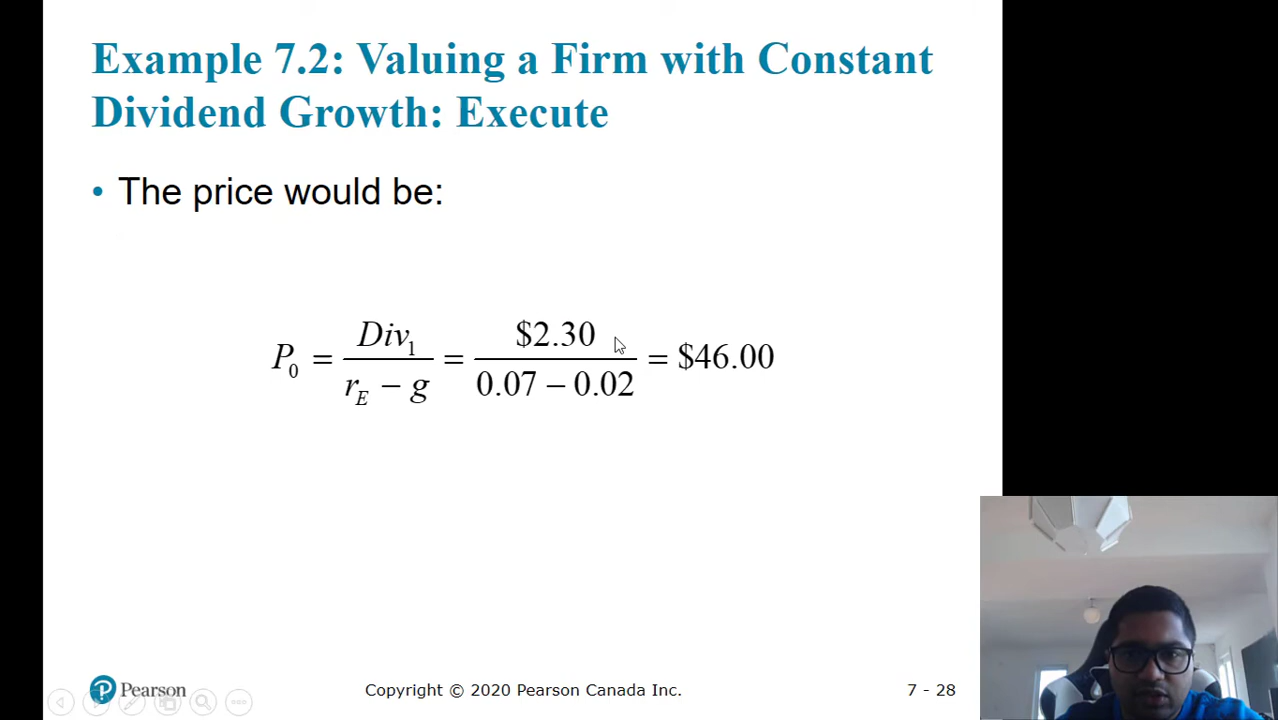 Example 7.2: Valuing a Firm with Constant
Dividend Growth: Execute
• The price would be:
P₀ = Div₁ / (r_E − g) = $2.30 / (0.07 − 0.02) = $46.00
Pearson
Copyright © 2020 Pearson Canada Inc.
7 - 28